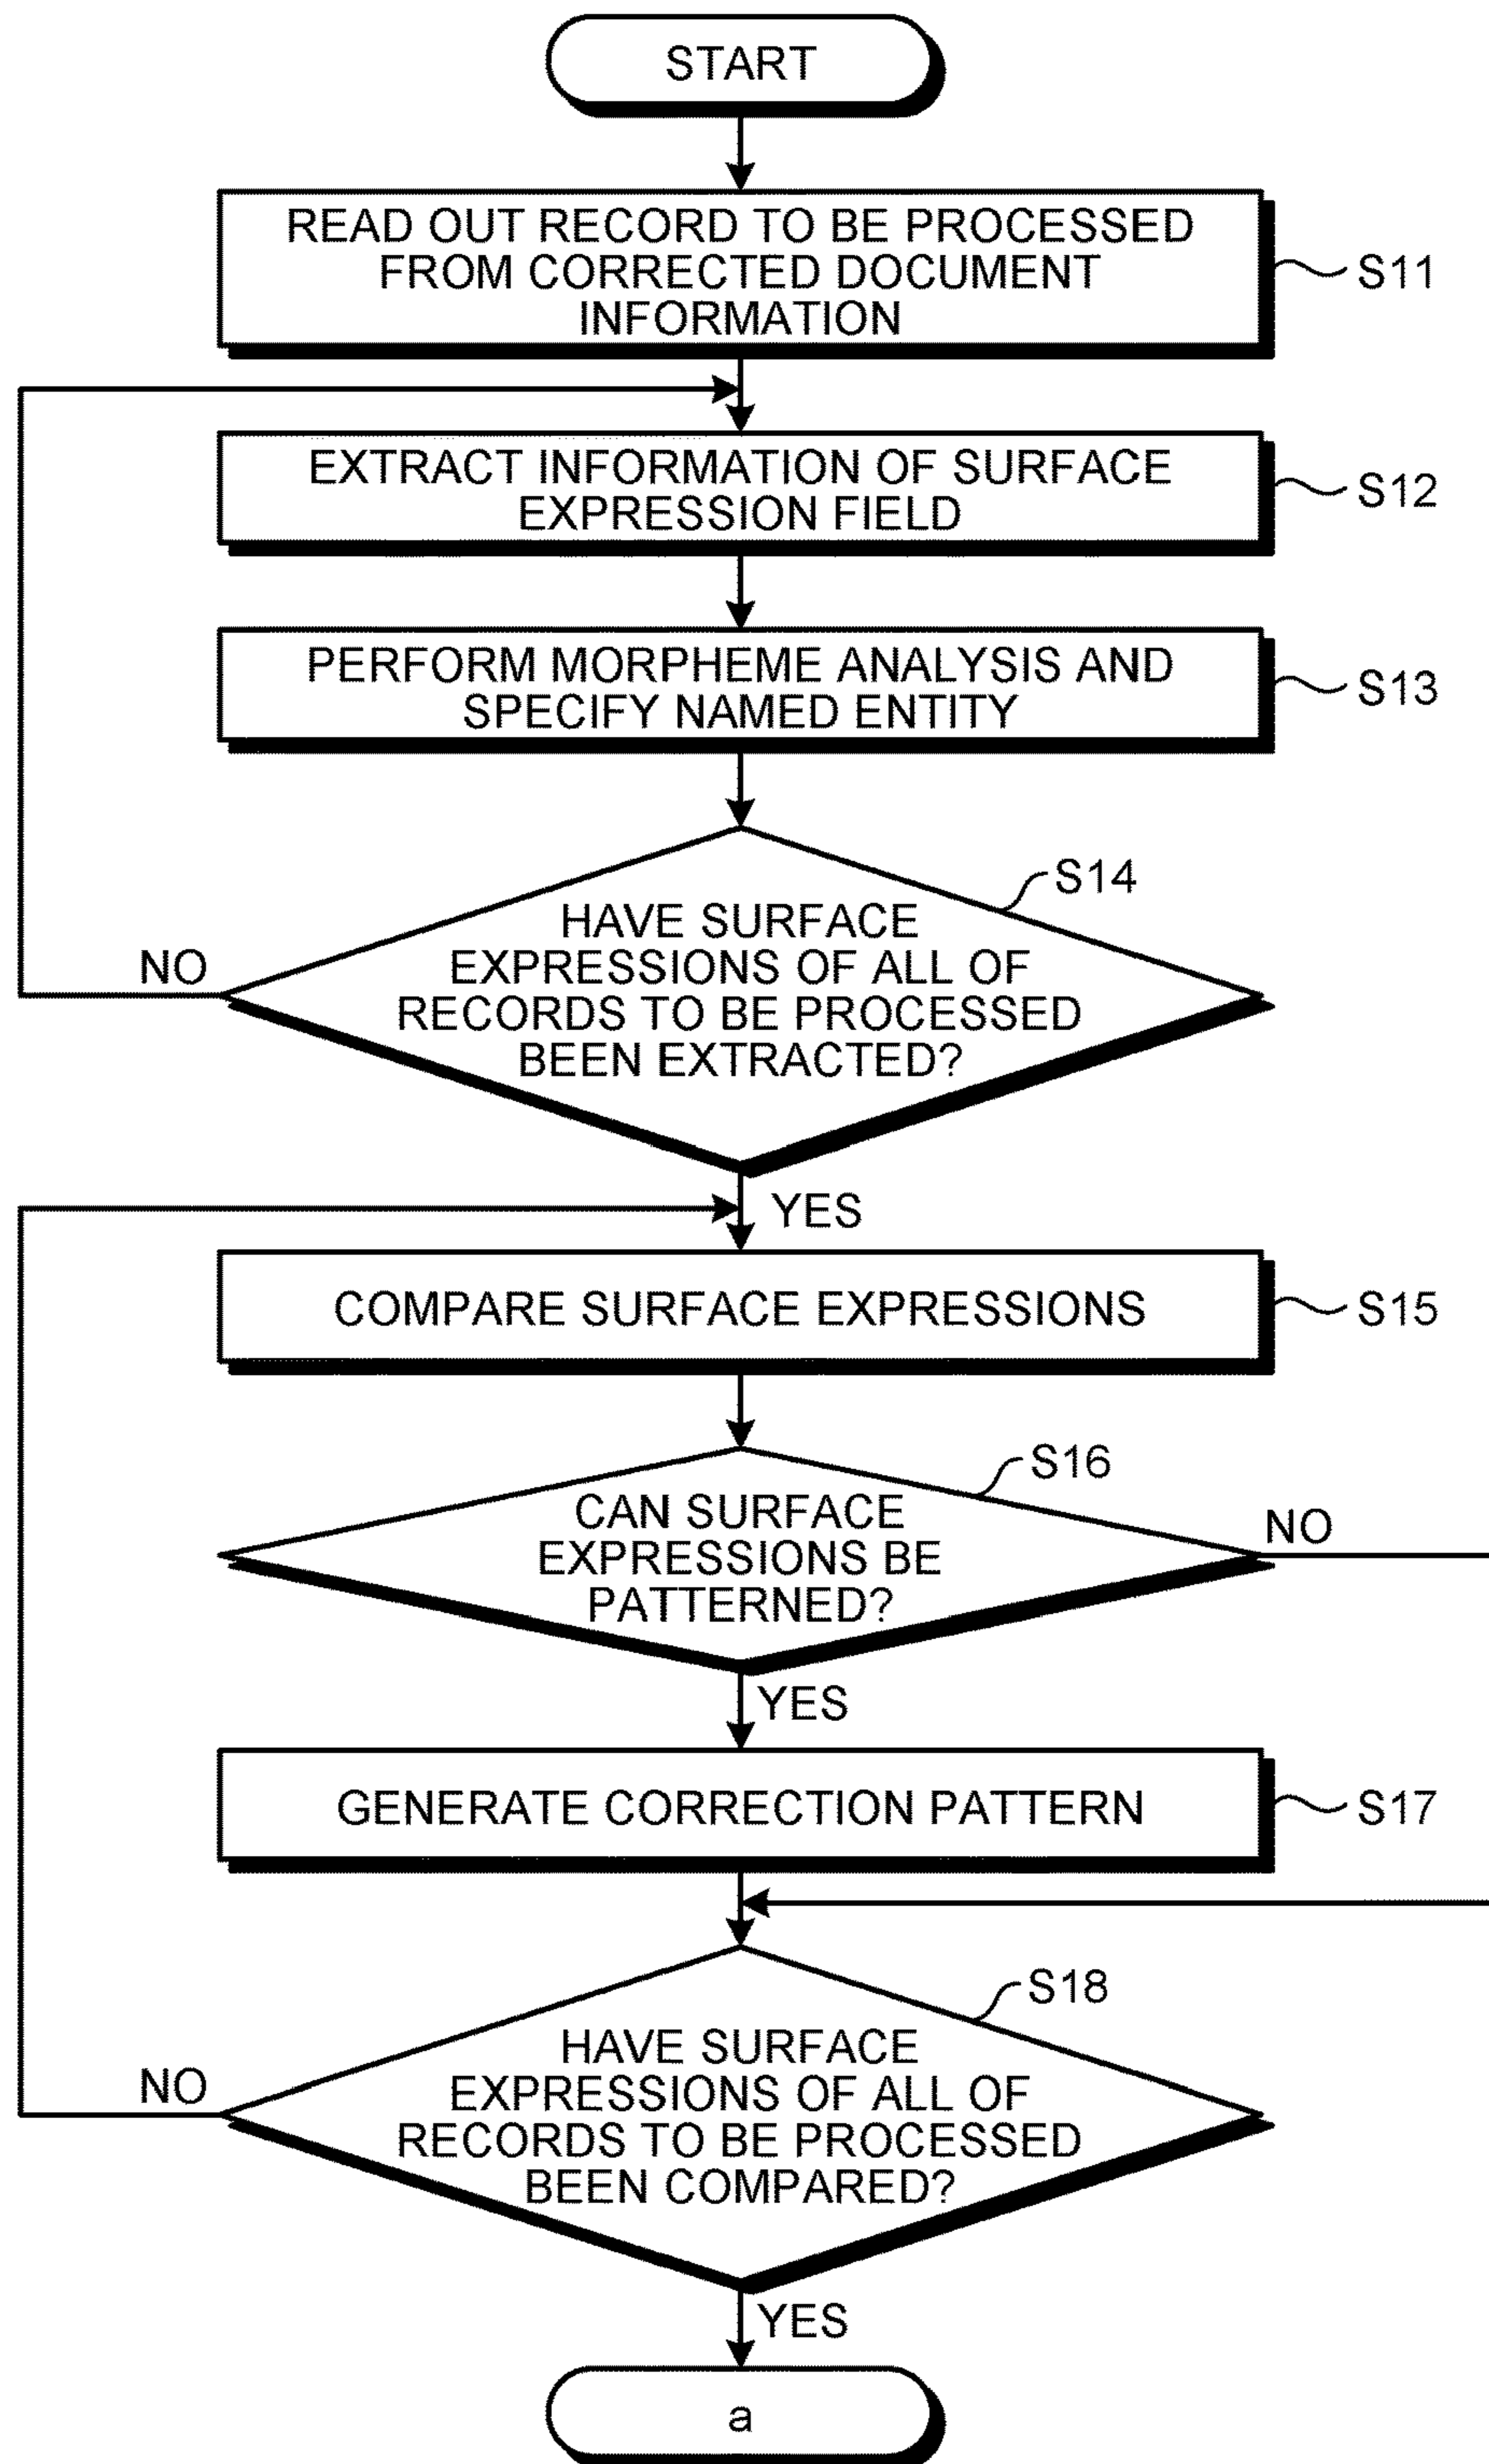 START
READ OUT RECORD TO BE PROCESSED
FROM CORRECTED DOCUMENT
INFORMATION
S11
EXTRACT INFORMATION OF SURFACE
EXPRESSION FIELD
S12
PERFORM MORPHEME ANALYSIS AND
SPECIFY NAMED ENTITY
S13
S14
HAVE SURFACE
EXPRESSIONS OF ALL OF
RECORDS TO BE PROCESSED
BEEN EXTRACTED?
NO
YES
COMPARE SURFACE EXPRESSIONS
S15
S16
CAN SURFACE
EXPRESSIONS BE
PATTERNED?
NO
YES
GENERATE CORRECTION PATTERN
S17
S18
HAVE SURFACE
EXPRESSIONS OF ALL OF
RECORDS TO BE PROCESSED
BEEN COMPARED?
NO
YES
a